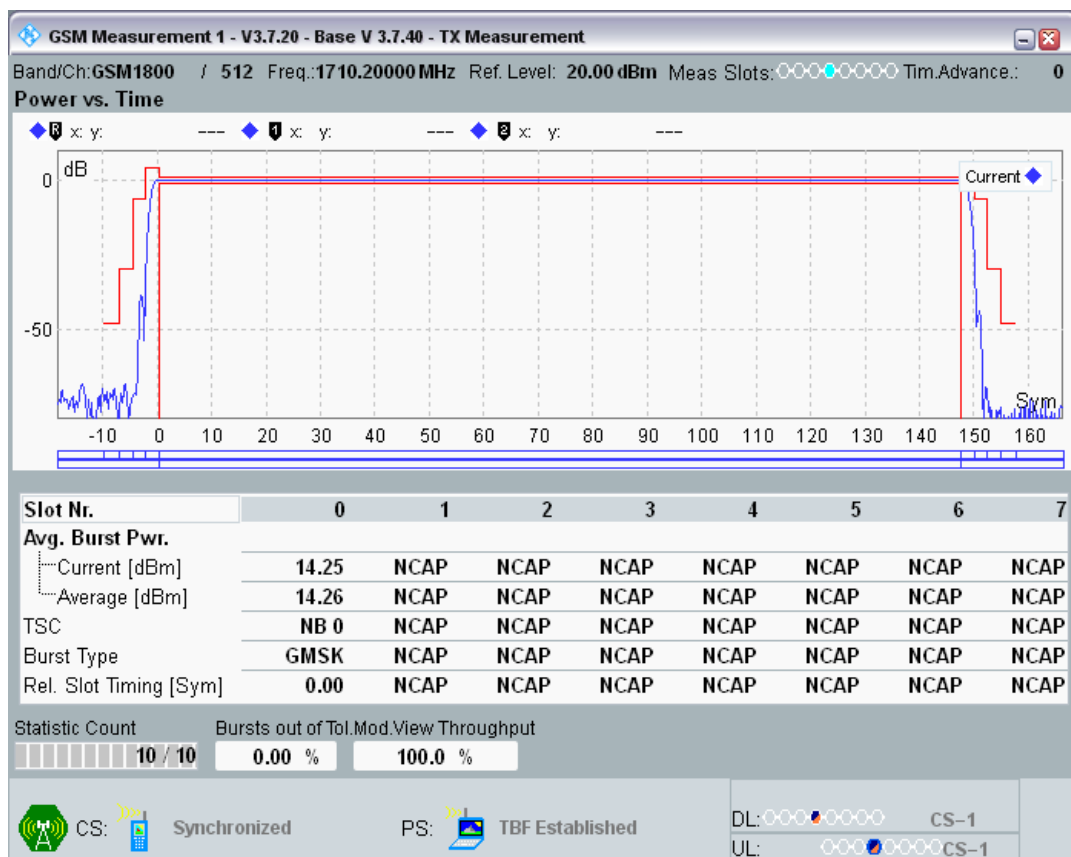 GSM Measurement 1 - V3.7.20 - Base V 3.7.40 - TX Measurement
Band/Ch:GSM1800 / 512 Freq.:1710.20000 MHz Ref. Level: 20.00 dBm Meas Slots: Tim.Advance.: 0
Power vs. Time
R x: y: --- 1 x: y: --- 2 x: y: ---
dB
Current
0
-50
Sym
-10 0 10 20 30 40 50 60 70 80 90 100 110 120 130 140 150 160
Slot Nr. 0 1 2 3 4 5 6 7
Avg. Burst Pwr.
Current [dBm] 14.25 NCAP NCAP NCAP NCAP NCAP NCAP NCAP
Average [dBm] 14.26 NCAP NCAP NCAP NCAP NCAP NCAP NCAP
TSC NB 0 NCAP NCAP NCAP NCAP NCAP NCAP NCAP
Burst Type GMSK NCAP NCAP NCAP NCAP NCAP NCAP NCAP
Rel. Slot Timing [Sym] 0.00 NCAP NCAP NCAP NCAP NCAP NCAP NCAP
Statistic Count Bursts out of Tol. Mod.View Throughput
10 / 10 0.00 % 100.0 %
CS: Synchronized PS: TBF Established
DL: CS-1
UL: CS-1